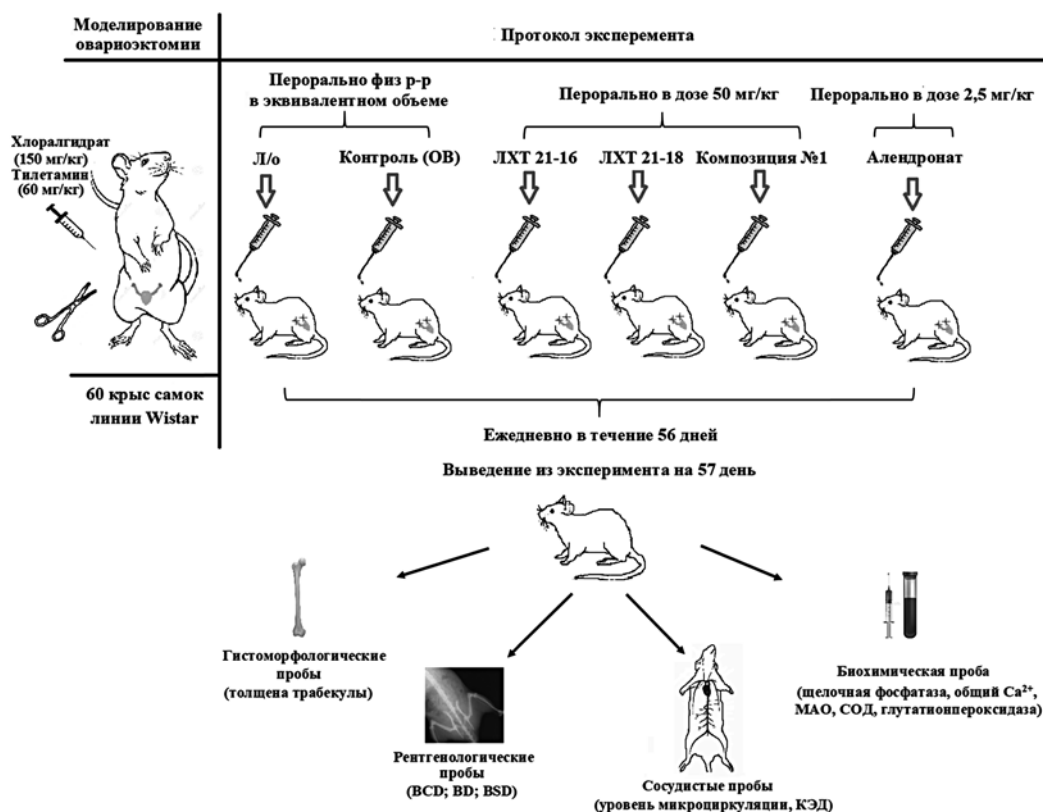 Моделирование
овариоэктомии
Протокол эксперемента
Перорально физ р-р
в эквивалентном объеме
Перорально в дозе 50 мг/кг
Перорально в дозе 2,5 мг/кг
Хлоралгидрат
(150 мг/кг)
Тилетамин
(60 мг/кг)
Л/о
Контроль (ОВ)
ЛХТ 21-16
ЛХТ 21-18
Композиция №1
Алендронат
60 крыс самок
линии Wistar
Ежедневно в течение 56 дней
Выведение из эксперимента на 57 день
Гистоморфологические
пробы
(толщена трабекулы)
Рентгенологические
пробы
(BCD; BD; BSD)
Сосудистые пробы
(уровень микроциркуляции, КЭД)
Биохимическая проба
(щелочная фосфатаза, общий Ca²⁺,
МАО, СОД, глутатионпероксидаза)